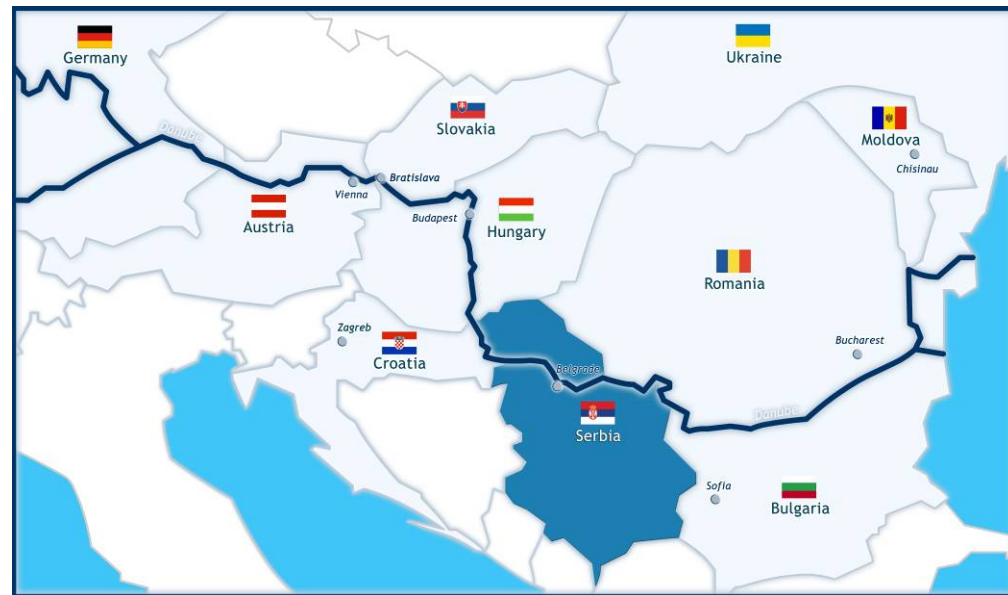 Germany
Ukraine
Slovakia
Moldova
Chisinau
Danube
Bratislava
Vienna
Austria
Budapest
Hungary
Romania
Zagreb
Croatia
Bucharest
Belgrade
Serbia
Danube
Sofia
Bulgaria